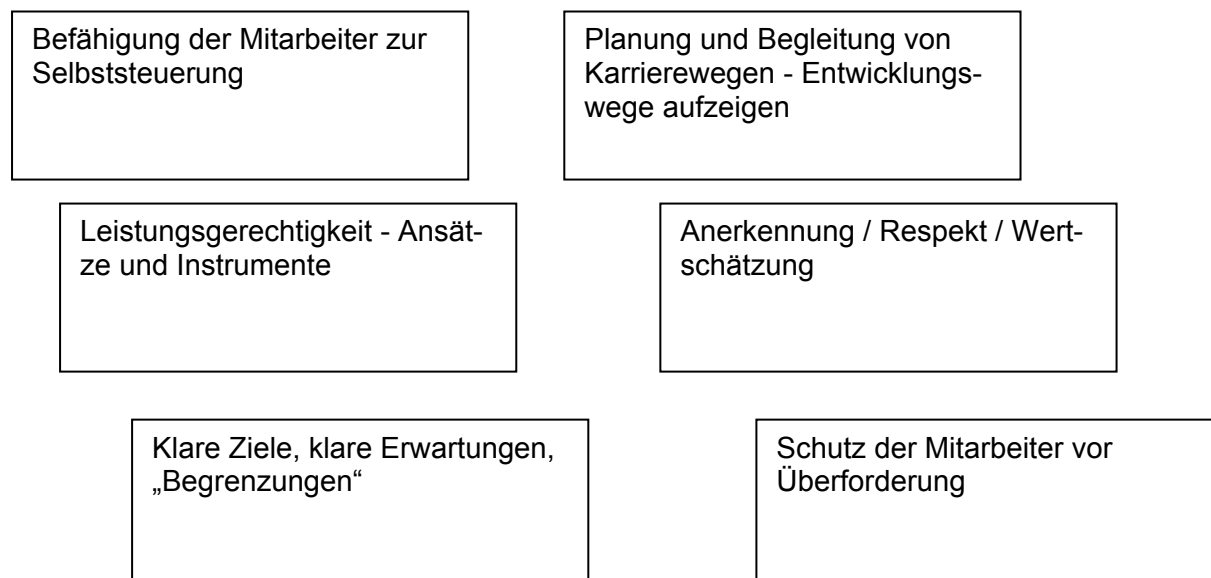 Befähigung der Mitarbeiter zur
Selbststeuerung
Planung und Begleitung von
Karrierewegen - Entwicklungs-
wege aufzeigen
Leistungsgerechtigkeit - Ansät-
ze und Instrumente
Anerkennung / Respekt / Wert-
schätzung
Klare Ziele, klare Erwartungen,
„Begrenzungen“
Schutz der Mitarbeiter vor
Überforderung